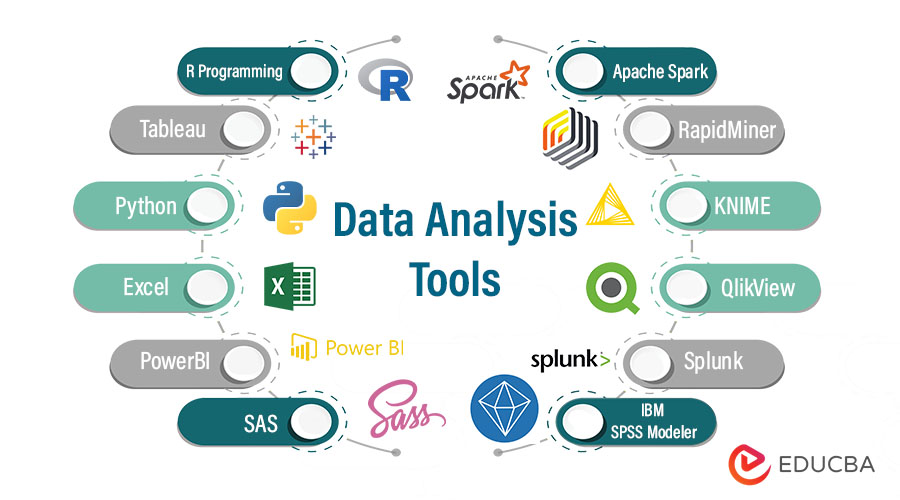 R Programming
R
APACHE
Spark™
Apache Spark
Tableau
RapidMiner
Python
Data Analysis
Tools
KNIME
Excel
X
QlikView
PowerBI
Power BI
splunk>
Splunk
SAS
Sass
IBM
SPSS Modeler
EDUCBA